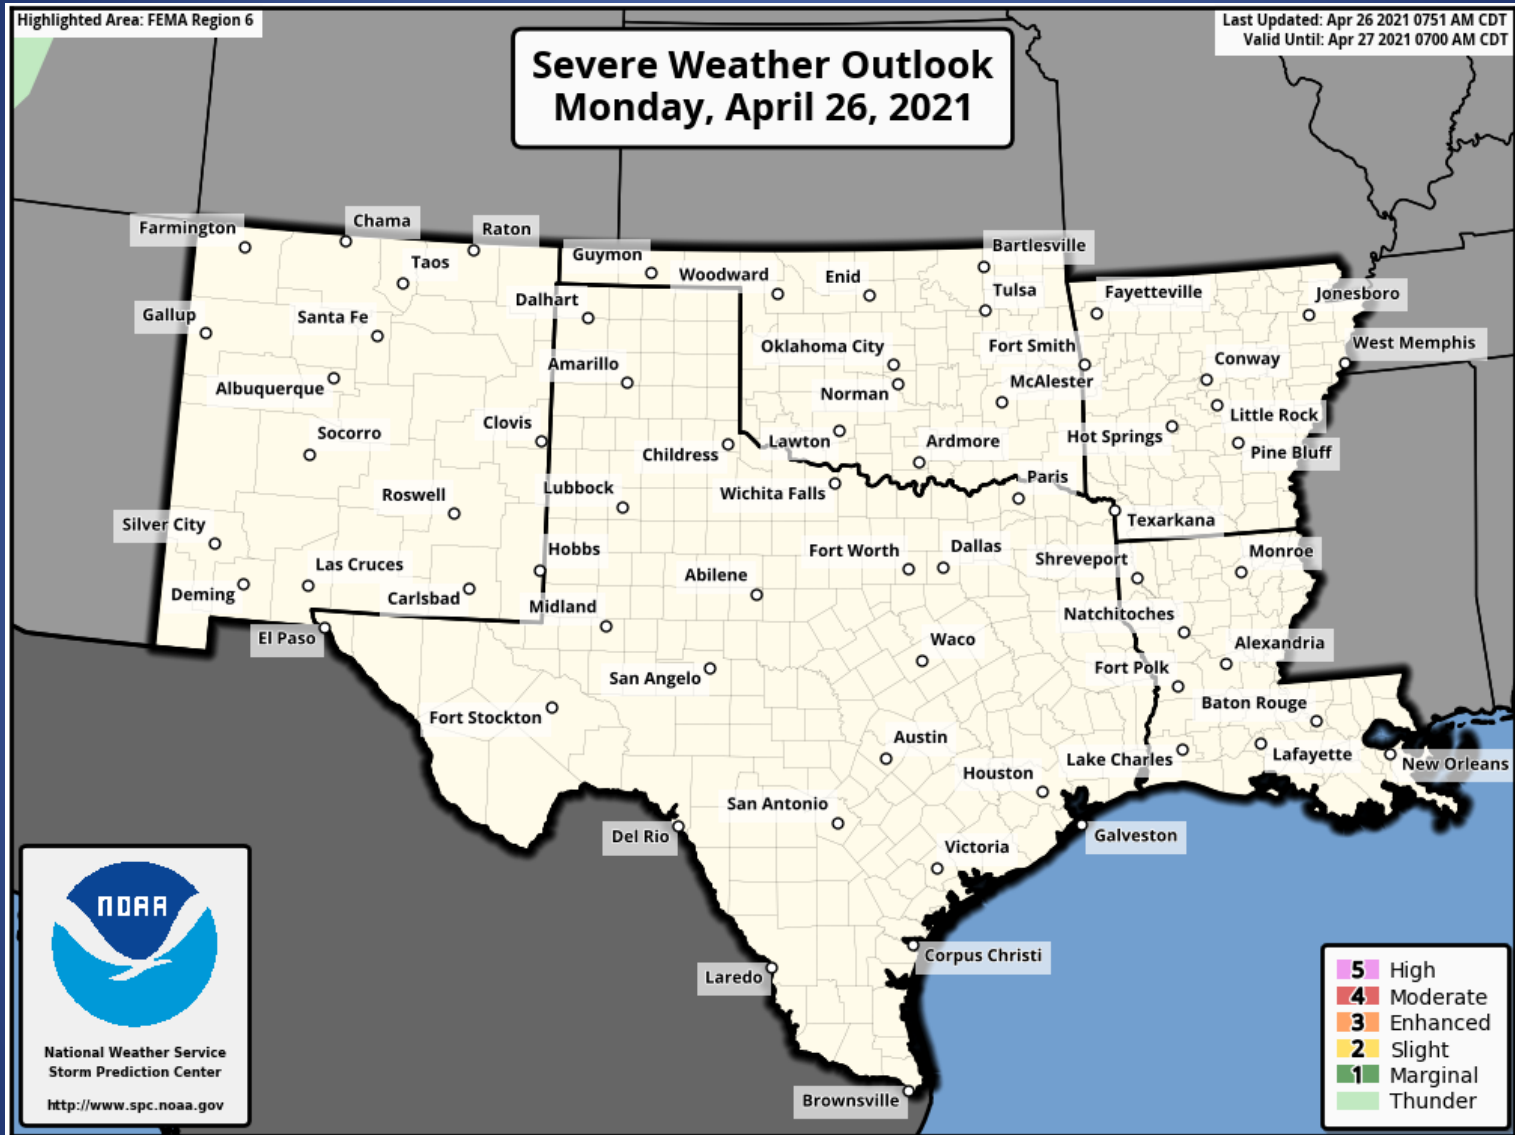 Highlighted Area: FEMA Region 6
Last Updated: Apr 26 2021 0751 AM CDT
Valid Until: Apr 27 2021 0700 AM CDT
Severe Weather Outlook
Monday, April 26, 2021
Farmington
Chama
Raton
Taos
Guymon
Woodward
Enid
Bartlesville
Tulsa
Fayetteville
Jonesboro
Gallup
Santa Fe
Dalhart
Oklahoma City
Fort Smith
Conway
West Memphis
Albuquerque
Amarillo
Norman
McAlester
Little Rock
Socorro
Clovis
Childress
Lawton
Ardmore
Hot Springs
Pine Bluff
Roswell
Lubbock
Wichita Falls
Paris
Texarkana
Silver City
Las Cruces
Hobbs
Abilene
Fort Worth
Dallas
Shreveport
Monroe
Deming
Carlsbad
Midland
Natchitoches
El Paso
San Angelo
Waco
Fort Polk
Alexandria
Fort Stockton
Austin
Baton Rouge
Houston
Lake Charles
Lafayette
New Orleans
Del Rio
San Antonio
Galveston
Victoria
Laredo
Corpus Christi
Brownsville
NOAA
National Weather Service
Storm Prediction Center
http://www.spc.noaa.gov
5 High
4 Moderate
3 Enhanced
2 Slight
1 Marginal
Thunder